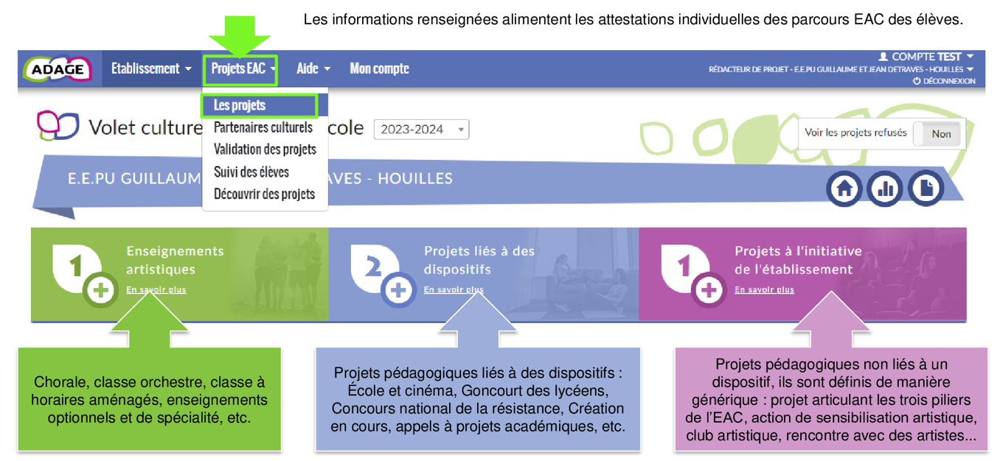 Les informations renseignées alimentent les attestations individuelles des parcours EAC des élèves.
ADAGE
Etablissement
Projets EAC
Aide
Mon compte
COMPTE TEST
RÉDACTEUR DE PROJET - E.E.PU GUILLAUME ET JEAN DETRAVES - HOUILLES
DÉCONNEXION
Les projets
Partenaires culturels
Validation des projets
Suivi des élèves
Découvrir des projets
Volet culture
cole
2023-2024
Voir les projets refusés
Non
E.E.PU GUILLAUM
AVES - HOUILLES
1
Enseignements
artistiques
En savoir plus
2
Projets liés à des
dispositifs
En savoir plus
1
Projets à l'initiative
de l'établissement
En savoir plus
Chorale, classe orchestre, classe à
horaires aménagés, enseignements
optionnels et de spécialité, etc.
Projets pédagogiques liés à des dispositifs :
École et cinéma, Goncourt des lycéens,
Concours national de la résistance, Création
en cours, appels à projets académiques, etc.
Projets pédagogiques non liés à un
dispositif, ils sont définis de manière
générique : projet articulant les trois piliers
de l'EAC, action de sensibilisation artistique,
club artistique, rencontre avec des artistes...